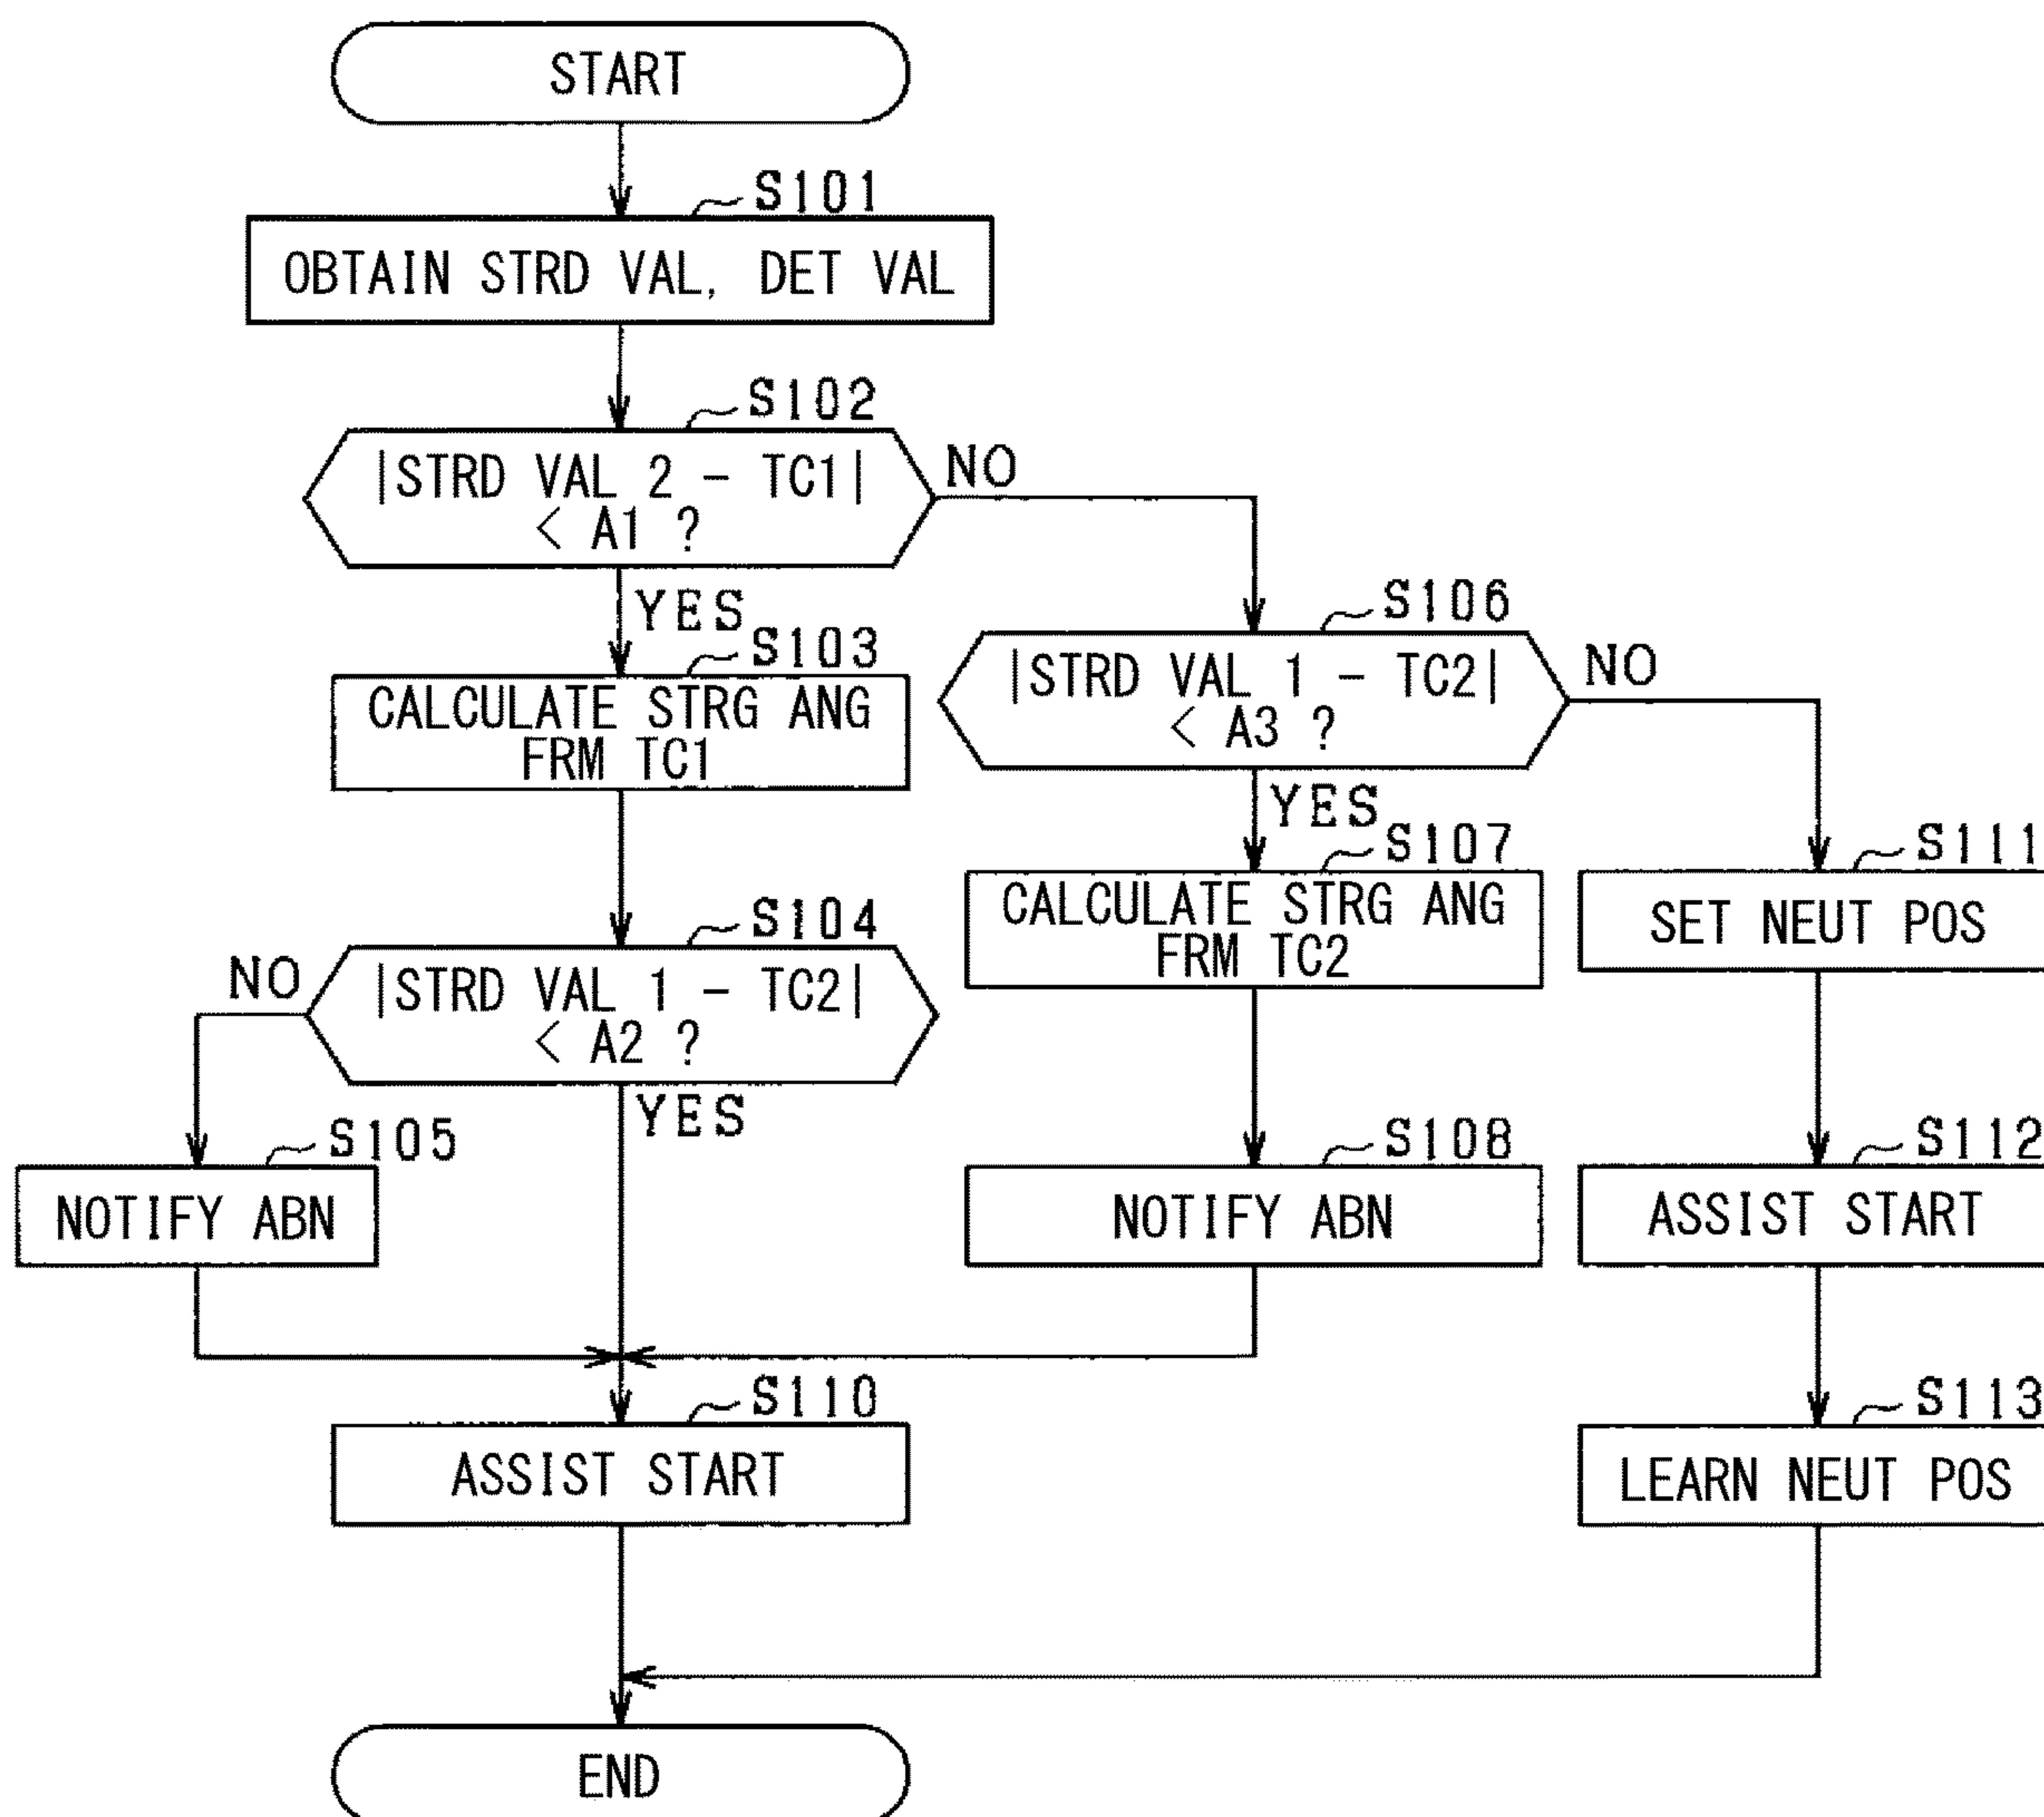 START
S101
OBTAIN STRD VAL, DET VAL
S102
|STRD VAL 2 - TC1|
< A1 ?
NO
YES
S103
CALCULATE STRG ANG
FRM TC1
S104
|STRD VAL 1 - TC2|
< A2 ?
NO
YES
S105
NOTIFY ABN
S106
|STRD VAL 1 - TC2|
< A3 ?
NO
YES
S107
CALCULATE STRG ANG
FRM TC2
S108
NOTIFY ABN
S111
SET NEUT POS
S112
ASSIST START
S113
LEARN NEUT POS
S110
ASSIST START
END